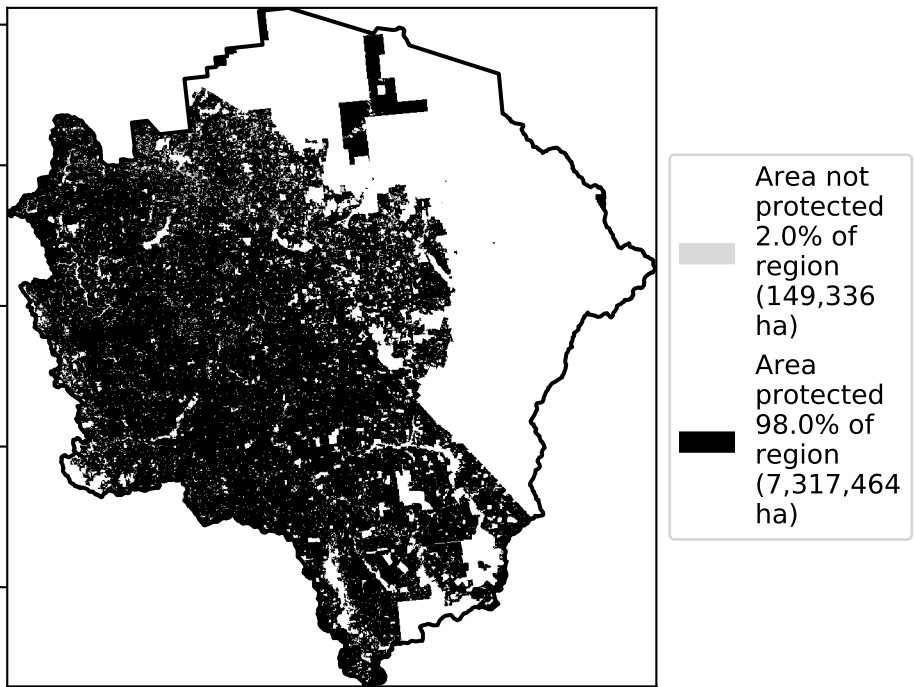 Area not
protected
2.0% of
region
(149,336
ha)
Area
protected
98.0% of
region
(7,317,464
ha)